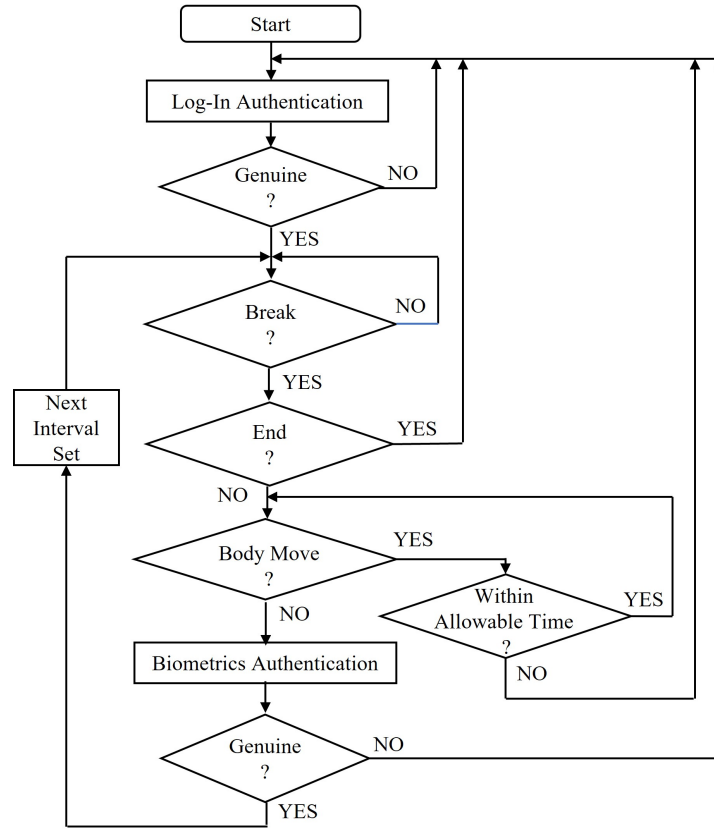 Start
Log-In Authentication
Genuine
?
NO
YES
Break
?
NO
YES
Next
Interval
Set
End
?
YES
NO
Body Move
?
YES
NO
Within
Allowable Time
?
YES
NO
Biometrics Authentication
Genuine
?
NO
YES